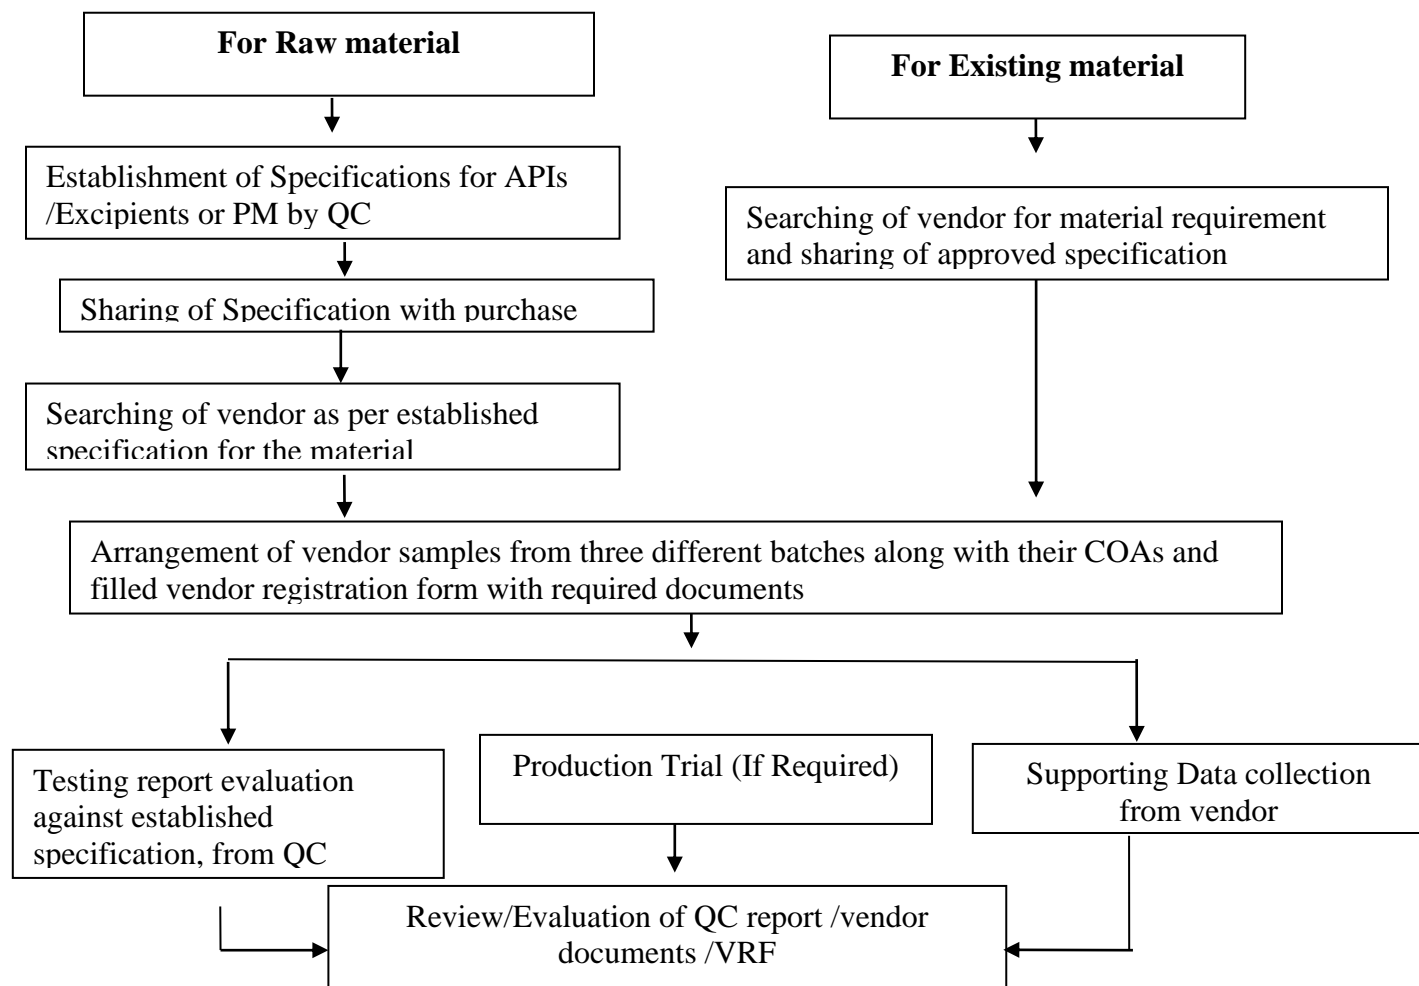 For Raw material
For Existing material
Establishment of Specifications for APIs
/Excipients or PM by QC
Searching of vendor for material requirement
and sharing of approved specification
Sharing of Specification with purchase
Searching of vendor as per established
specification for the material
Arrangement of vendor samples from three different batches along with their COAs and
filled vendor registration form with required documents
Testing report evaluation
against established
specification, from QC
Production Trial (If Required)
Supporting Data collection
from vendor
Review/Evaluation of QC report /vendor
documents /VRF